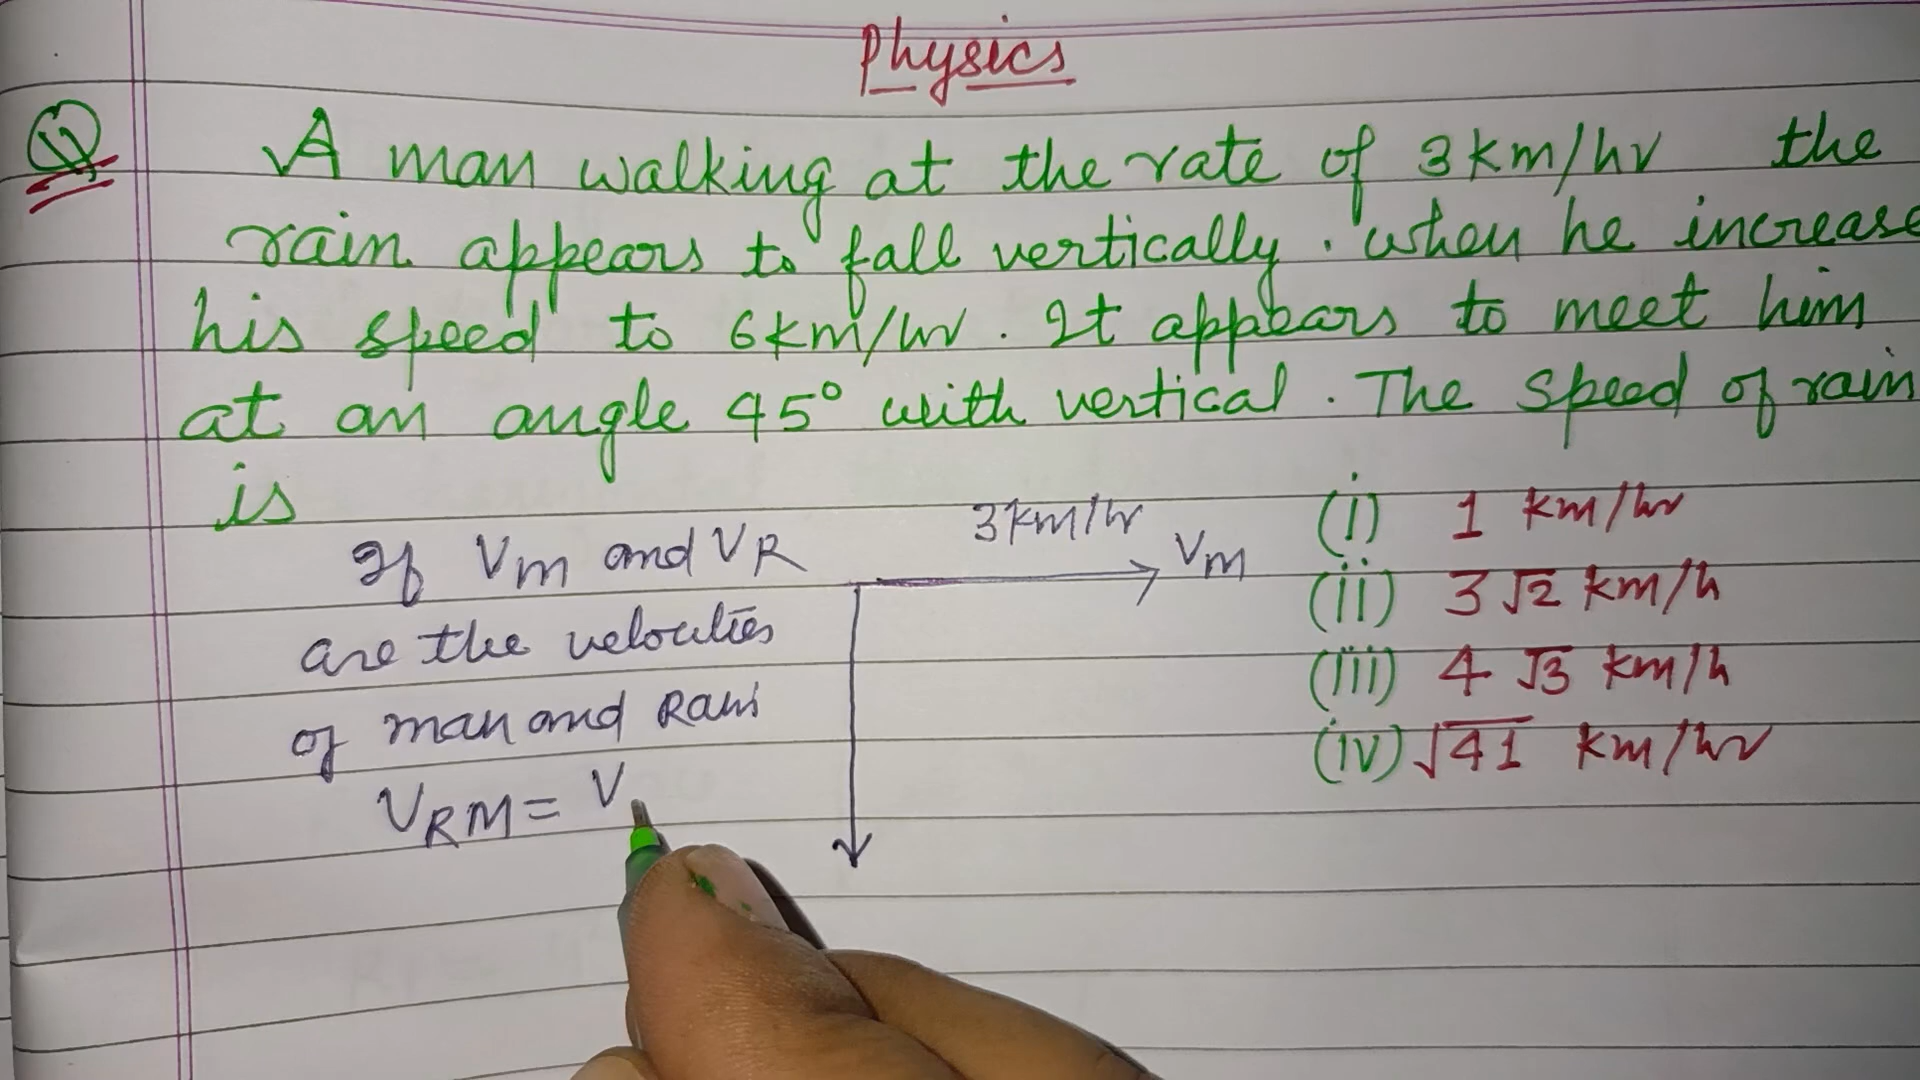 Physics
Q A man walking at the rate of 3km/hr the
rain appears to fall vertically. when he increase
his speed to 6km/hr. It appears to meet him
at an angle 45° with vertical. The speed of rain
is
If Vm and VR
are the velocities
of man and Rain
VRM = V
3km/hr
VM
(i) 1 km/hr
(ii) 3√2 km/h
(iii) 4√3 km/h
(iv) √41 km/hr